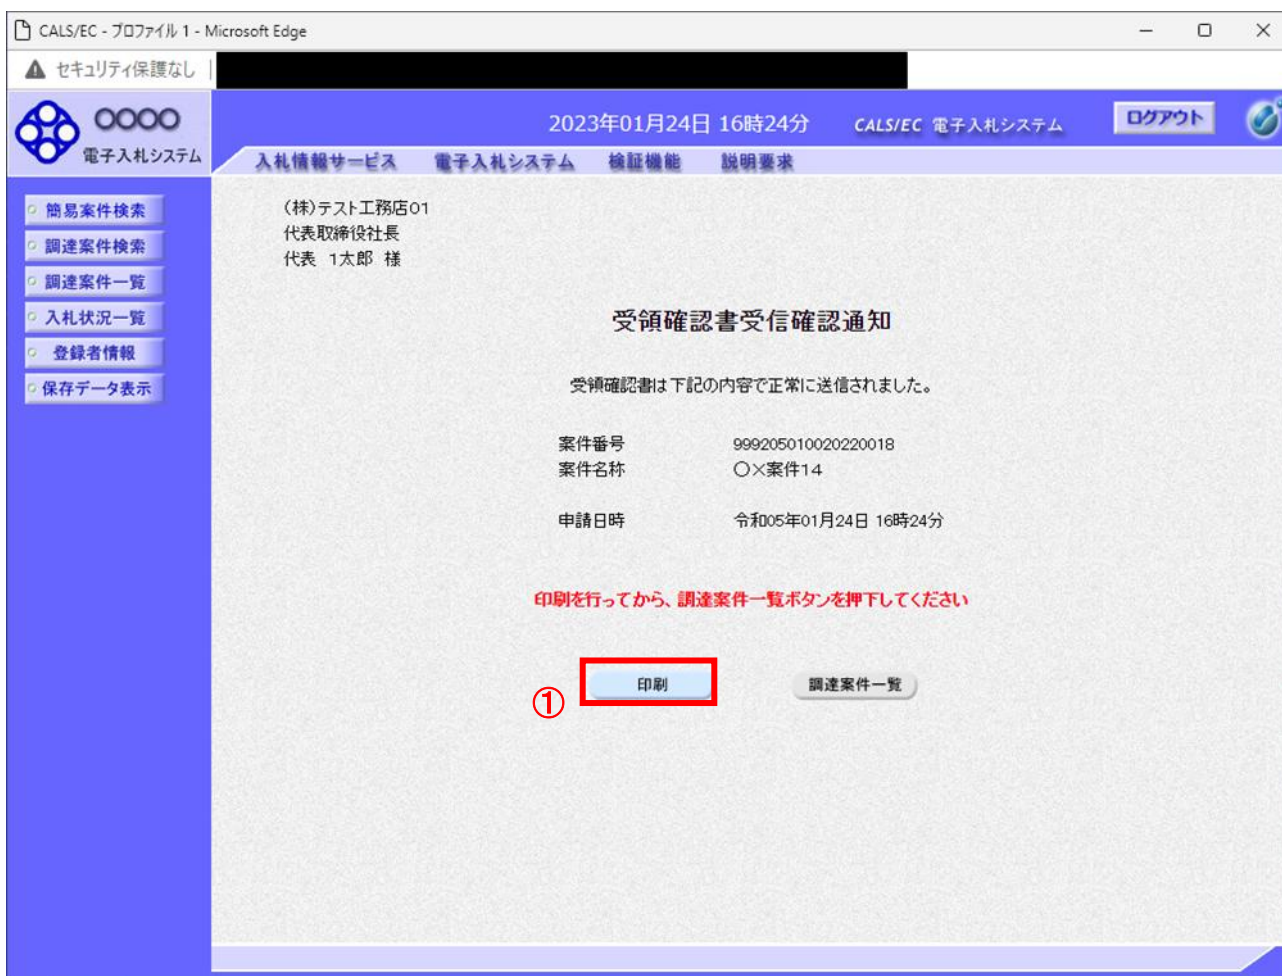 CALS/EC - プロファイル 1 - Microsoft Edge
セキュリティ保護なし
〇〇〇〇
電子入札システム
2023年01月24日 16時24分
CALS/EC 電子入札システム
ログアウト
入札情報サービス 電子入札システム 検証機能 説明要求
簡易案件検索
調達案件検索
調達案件一覧
入札状況一覧
登録者情報
保存データ表示
(株)テスト工務店01
代表取締役社長
代表 1太郎 様
受領確認書受信確認通知
受領確認書は下記の内容で正常に送信されました。
案件番号 999205010020220018
案件名称 〇×案件14
申請日時 令和05年01月24日 16時24分
印刷を行ってから、調達案件一覧ボタンを押下してください
① 印刷 調達案件一覧